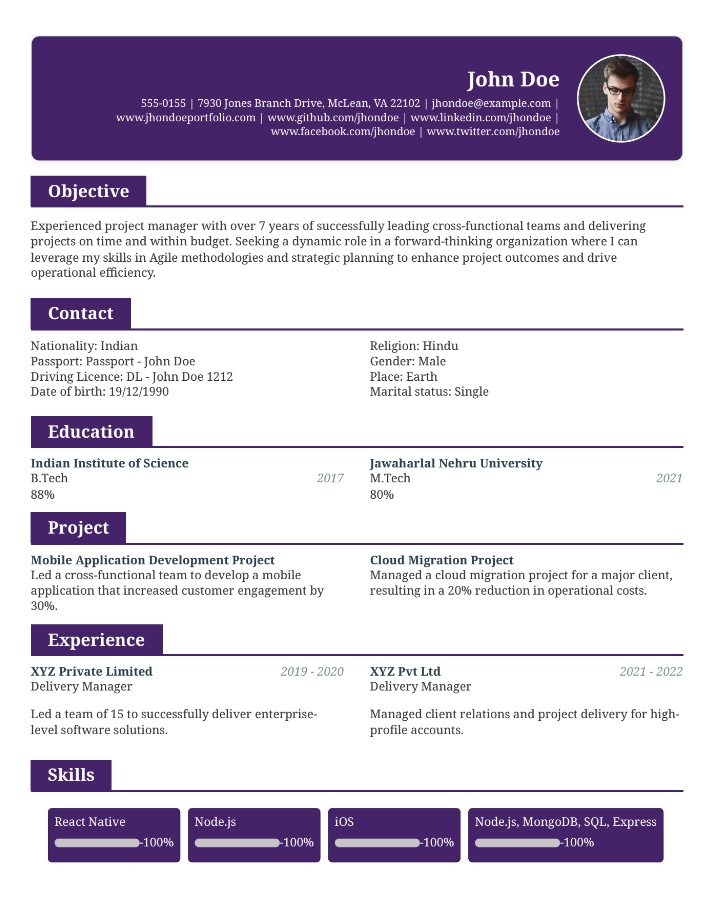 John Doe
555-0155 | 7930 Jones Branch Drive, McLean, VA 22102 | jhondoe@example.com |
www.jhondoeportfolio.com | www.github.com/jhondoe | www.linkedin.com/jhondoe |
www.facebook.com/jhondoe | www.twitter.com/jhondoe
Objective
Experienced project manager with over 7 years of successfully leading cross-functional teams and delivering
projects on time and within budget. Seeking a dynamic role in a forward-thinking organization where I can
leverage my skills in Agile methodologies and strategic planning to enhance project outcomes and drive
operational efficiency.
Contact
Nationality: Indian
Passport: Passport - John Doe
Driving Licence: DL - John Doe 1212
Date of birth: 19/12/1990
Religion: Hindu
Gender: Male
Place: Earth
Marital status: Single
Education
Indian Institute of Science
B.Tech 2017
88%
Jawaharlal Nehru University
M.Tech 2021
80%
Project
Mobile Application Development Project
Led a cross-functional team to develop a mobile
application that increased customer engagement by
30%.
Cloud Migration Project
Managed a cloud migration project for a major client,
resulting in a 20% reduction in operational costs.
Experience
XYZ Private Limited 2019 - 2020
Delivery Manager
Led a team of 15 to successfully deliver enterprise-
level software solutions.
XYZ Pvt Ltd 2021 - 2022
Delivery Manager
Managed client relations and project delivery for high-
profile accounts.
Skills
React Native
-100%
Node.js
-100%
iOS
-100%
Node.js, MongoDB, SQL, Express
-100%